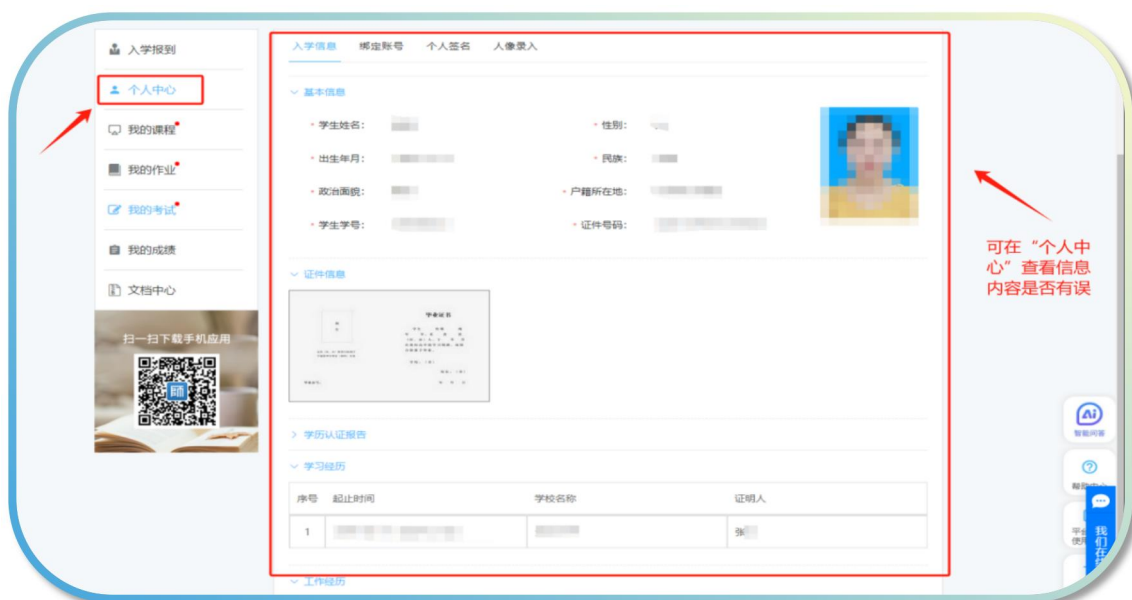 入学报到
个人中心
我的课程
我的作业
我的考试
我的成绩
文档中心
扫一扫下载手机应用
入学信息 绑定账号 个人签名 人像录入
基本信息
* 学生姓名： * 性别：
* 出生年月： * 民族：
* 政治面貌： * 户籍所在地：
* 学生学号： * 证件号码：
证件信息
毕业证书
学历认证报告
学习经历
序号 起止时间 学校名称 证明人
1 张
工作经历
可在“个人中
心”查看信息
内容是否有误
Ai
智能问答
我们在